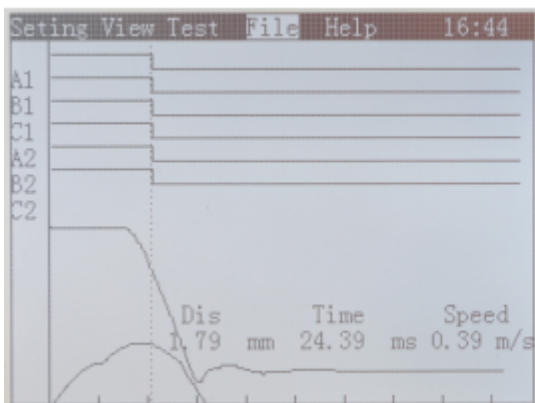 Seting View Test File Help 16:44
A1
B1
C1
A2
B2
C2
Dis Time Speed
1.79 mm 24.39 ms 0.39 m/s